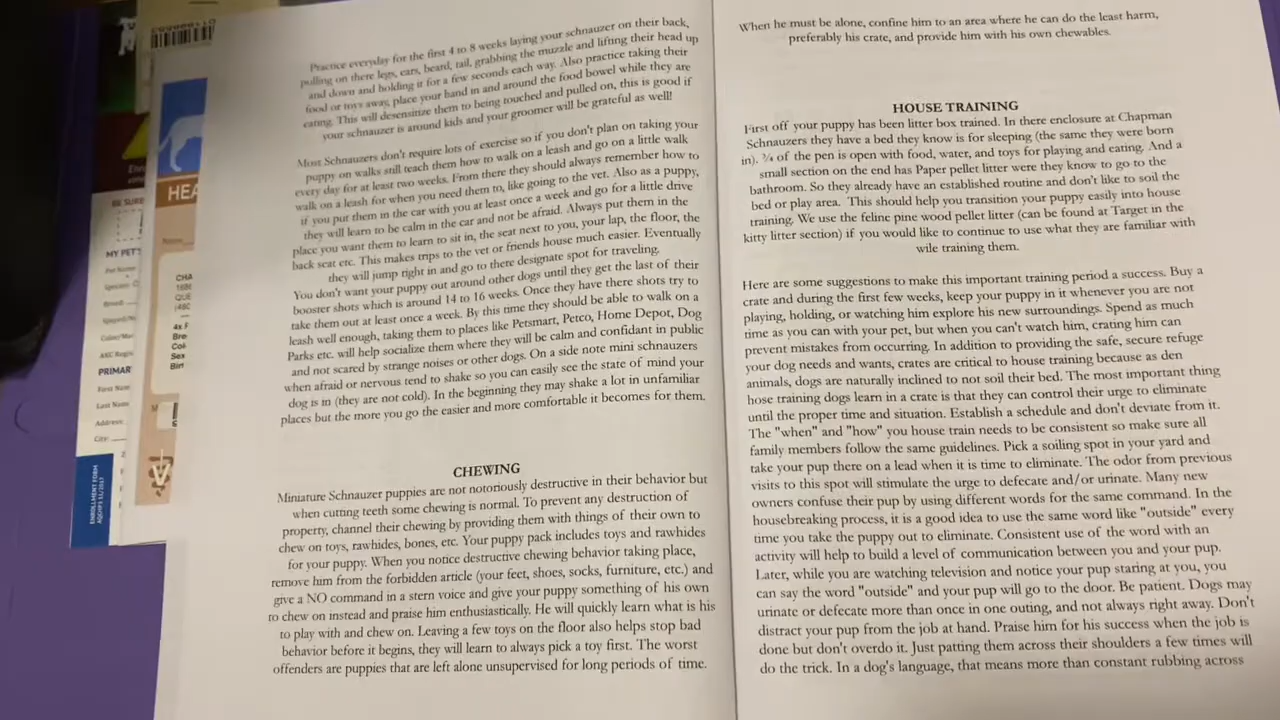 HEA
BE SURE
MY PET'S
Pet Name
Species:
Breed:
AKC Regis
PRIMAR
First Nam
Last Name
Address:
City:
ENROLLMENT FORM
CHA
QUE
4x F
Bre
Col
Sex
Birt
Practice everyday for the first 4 to 8 weeks laying your schnauzer on their back,
pulling on there legs, ears, beard, tail, grabbing the muzzle and lifting their head up
and down and holding it for a few seconds each way. Also practice taking their
food or toys away, place your hand in and around the food bowel while they are
eating. This will desensitize them to being touched and pulled on, this is good if
your schnauzer is around kids and your groomer will be grateful as well!
Most Schnauzers don't require lots of exercise so if you don't plan on taking your
puppy on walks still teach them how to walk on a leash and go on a little walk
every day for at least two weeks. From there they should always remember how to
walk on a leash for when you need them to, like going to the vet. Also as a puppy,
if you put them in the car with you at least once a week and go for a little drive
they will learn to be calm in the car and not be afraid. Always put them in the
place you want them to learn to sit in, the seat next to you, your lap, the floor, the
back seat etc. This makes trips to the vet or friends house much easier. Eventually
they will jump right in and go to there designate spot for traveling.
You don't want your puppy out around other dogs until they get the last of their
booster shots which is around 14 to 16 weeks. Once they have there shots try to
take them out at least once a week. By this time they should be able to walk on a
leash well enough, taking them to places like Petsmart, Petco, Home Depot, Dog
Parks etc. will help socialize them where they will be calm and confidant in public
and not scared by strange noises or other dogs. On a side note mini schnauzers
when afraid or nervous tend to shake so you can easily see the state of mind your
dog is in (they are not cold). In the beginning they may shake a lot in unfamiliar
places but the more you go the easier and more comfortable it becomes for them.
CHEWING
Miniature Schnauzer puppies are not notoriously destructive in their behavior but
when cutting teeth some chewing is normal. To prevent any destruction of
property, channel their chewing by providing them with things of their own to
chew on toys, rawhides, bones, etc. Your puppy pack includes toys and rawhides
for your puppy. When you notice destructive chewing behavior taking place,
remove him from the forbidden article (your feet, shoes, socks, furniture, etc.) and
give a NO command in a stern voice and give your puppy something of his own
to chew on instead and praise him enthusiastically. He will quickly learn what is his
to play with and chew on. Leaving a few toys on the floor also helps stop bad
behavior before it begins, they will learn to always pick a toy first. The worst
offenders are puppies that are left alone unsupervised for long periods of time.
When he must be alone, confine him to an area where he can do the least harm,
preferably his crate, and provide him with his own chewables.
HOUSE TRAINING
First off your puppy has been litter box trained. In there enclosure at Chapman
Schnauzers they have a bed they know is for sleeping (the same they were born
in). ¾ of the pen is open with food, water, and toys for playing and eating. And a
small section on the end has Paper pellet litter were they know to go to the
bathroom. So they already have an established routine and don't like to soil the
bed or play area. This should help you transition your puppy easily into house
training. We use the feline pine wood pellet litter (can be found at Target in the
kitty litter section) if you would like to continue to use what they are familiar with
wile training them.
Here are some suggestions to make this important training period a success. Buy a
crate and during the first few weeks, keep your puppy in it whenever you are not
playing, holding, or watching him explore his new surroundings. Spend as much
time as you can with your pet, but when you can't watch him, crating him can
prevent mistakes from occurring. In addition to providing the safe, secure refuge
your dog needs and wants, crates are critical to house training because as den
animals, dogs are naturally inclined to not soil their bed. The most important thing
hose training dogs learn in a crate is that they can control their urge to eliminate
until the proper time and situation. Establish a schedule and don't deviate from it.
The "when" and "how" you house train needs to be consistent so make sure all
family members follow the same guidelines. Pick a soiling spot in your yard and
take your pup there on a lead when it is time to eliminate. The odor from previous
visits to this spot will stimulate the urge to defecate and/or urinate. Many new
owners confuse their pup by using different words for the same command. In the
housebreaking process, it is a good idea to use the same word like "outside" every
time you take the puppy out to eliminate. Consistent use of the word with an
activity will help to build a level of communication between you and your pup.
Later, while you are watching television and notice your pup staring at you, you
can say the word "outside" and your pup will go to the door. Be patient. Dogs may
urinate or defecate more than once in one outing, and not always right away. Don't
distract your pup from the job at hand. Praise him for his success when the job is
done but don't overdo it. Just patting them across their shoulders a few times will
do the trick. In a dog's language, that means more than constant rubbing across